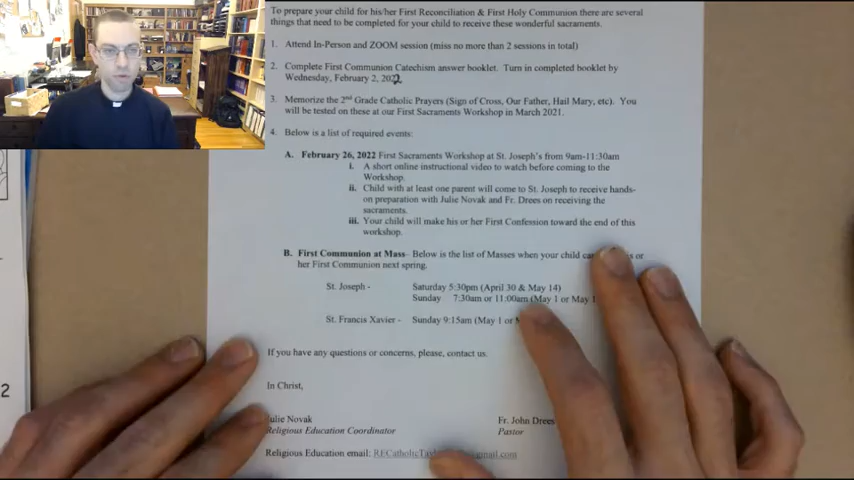 To prepare your child for his/her First Reconciliation & First Holy Communion there are several
things that need to be completed for your child to receive these wonderful sacraments.
1. Attend In-Person and ZOOM session (miss no more than 2 sessions in total)
2. Complete First Communion Catechism answer booklet. Turn in completed booklet by
Wednesday, February 2, 2022
3. Memorize the 2nd Grade Catholic Prayers (Sign of Cross, Our Father, Hail Mary, etc). You
will be tested on these at our First Sacraments Workshop in March 2021.
4. Below is a list of required events:
A. February 26, 2022 First Sacraments Workshop at St. Joseph's from 9am-11:30am
i. A short online instructional video to watch before coming to the
Workshop.
ii. Child with at least one parent will come to St. Joseph to receive hands-
on preparation with Julie Novak and Fr. Drees on receiving the
sacraments.
iii. Your child will make his or her First Confession toward the end of this
workshop.
B. First Communion at Mass- Below is the list of Masses when your child or
her First Communion next spring.
St. Joseph - Saturday 5:30pm (April 30 & May 14)
Sunday 7:30am or 11:00am (May 1 or May
St. Francis Xavier - Sunday 9:15am (May 1 or
If you have any questions or concerns, please, contact us.
In Christ,
Julie Novak Fr. John Drees
Religious Education Coordinator Pastor
Religious Education email: gmail.com
2